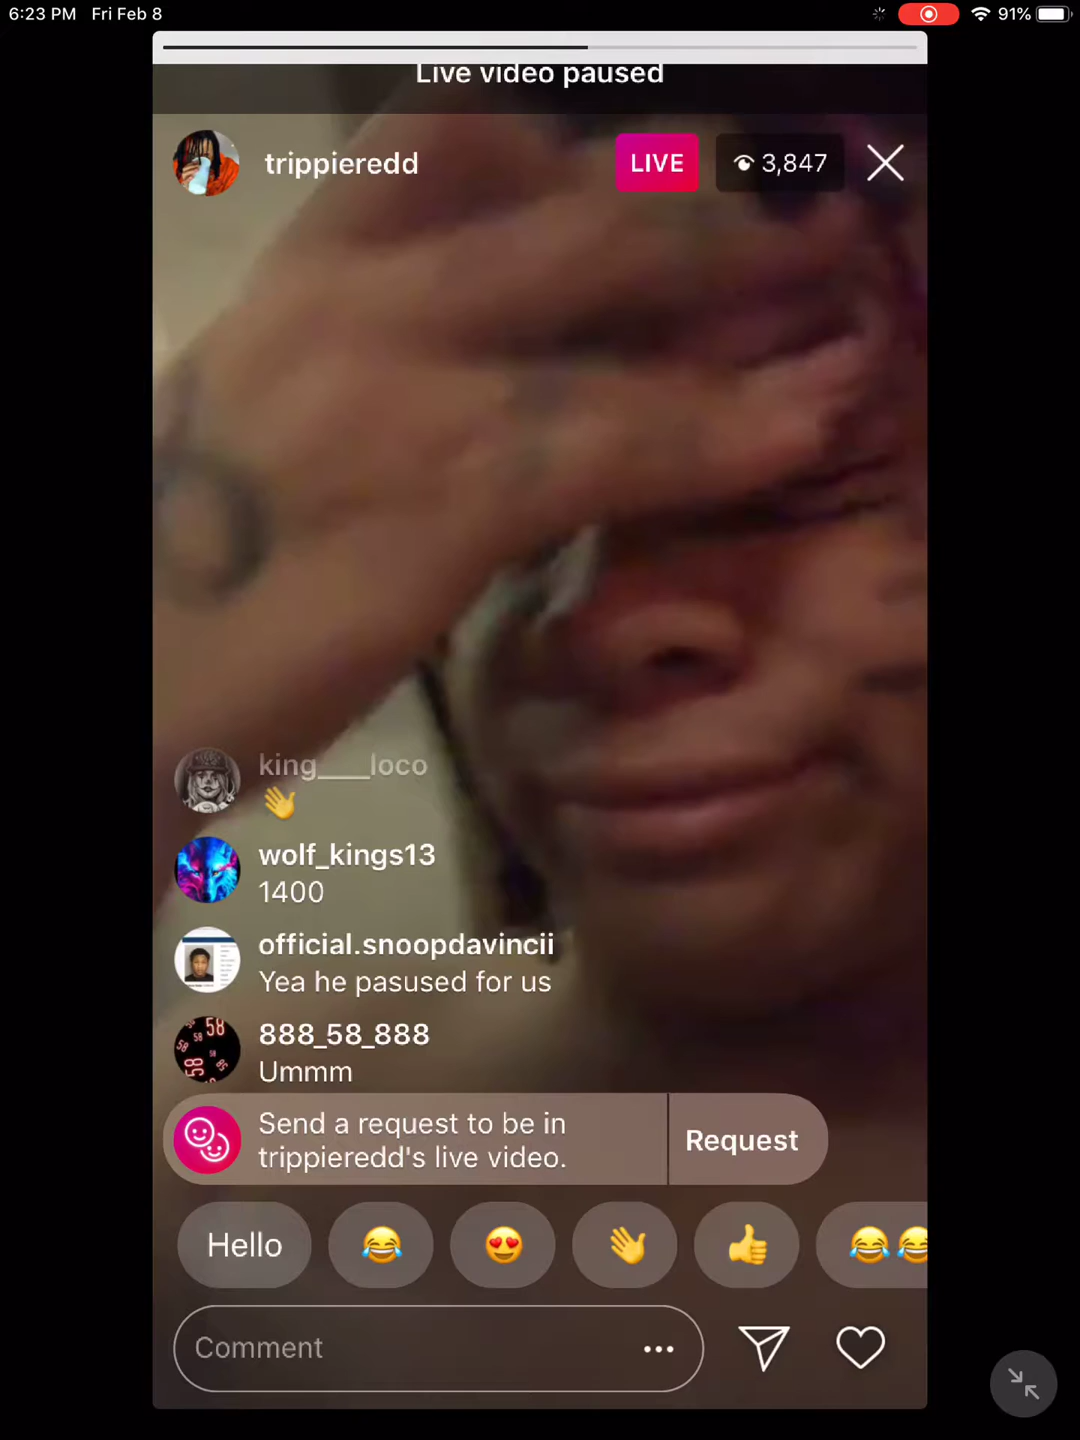 6:23 PM Fri Feb 8 91%
Live video paused
trippieredd LIVE 3,847
king___loco
👋
wolf_kings13
1400
official.snoopdavincii
Yea he pasused for us
888_58_888
Ummm
Send a request to be in
trippieredd's live video.
Request
Hello 😂 😍 👋 👍 😂😂
Comment